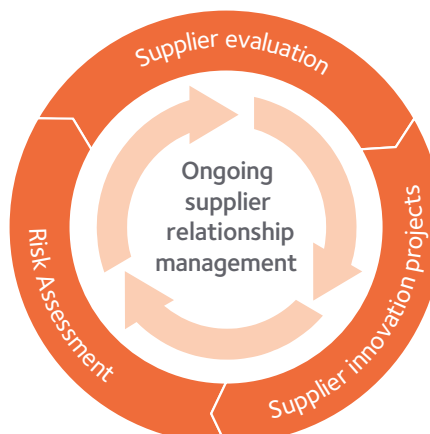 Supplier evaluation
Ongoing
supplier
relationship
management
Supplier innovation projects
Risk Assessment